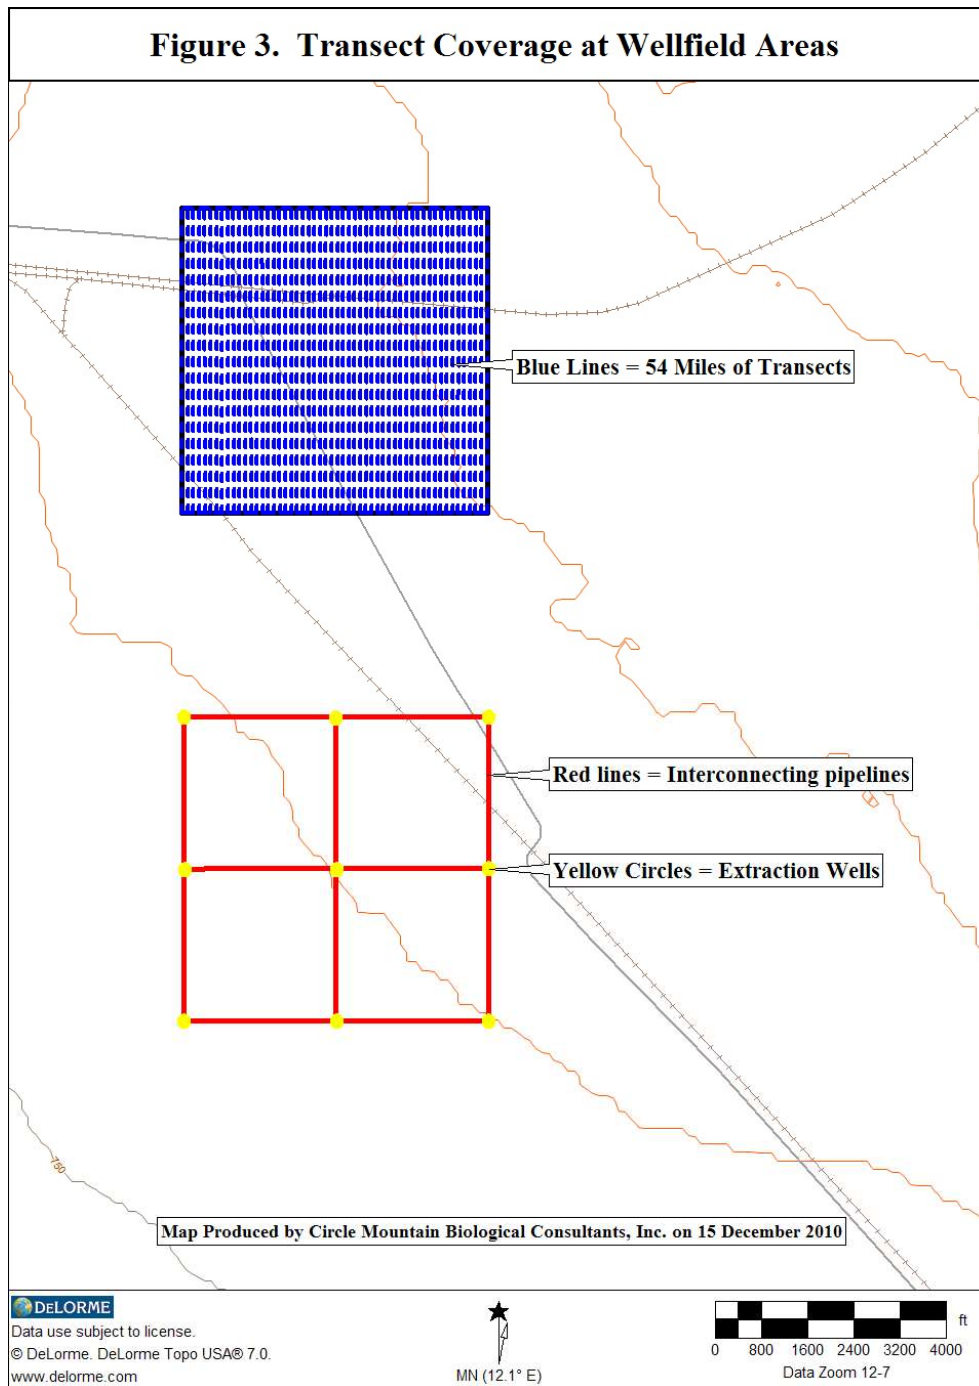 Figure 3.  Transect Coverage at Wellfield Areas
Blue Lines = 54 Miles of Transects
Red lines = Interconnecting pipelines
Yellow Circles = Extraction Wells
750
Map Produced by Circle Mountain Biological Consultants, Inc. on 15 December 2010
DELORME
Data use subject to license.
© DeLorme. DeLorme Topo USA® 7.0.
www.delorme.com
MN (12.1° E)
ft
0 800 1600 2400 3200 4000
Data Zoom 12-7